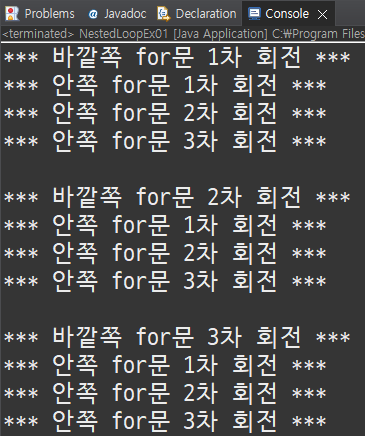 Problems @ Javadoc Declaration Console
<terminated> NestedLoopEx01 [Java Application] C:₩Program Files
*** 바깥쪽 for문 1차 회전 ***
*** 안쪽 for문 1차 회전
*** 안쪽 for문 2차 회전
*** 안쪽 for문 3차 회전
*** 바깥쪽 for문 2차 회전 ***
*** 안쪽 for문 1차 회전
*** 안쪽 for문 2차 회전
*** 안쪽 for문 3차 회전
*** 바깥쪽 for문 3차 회전 ***
*** 안쪽 for문 1차 회전
*** 안쪽 for문 2차 회전
*** 안쪽 for문 3차 회전